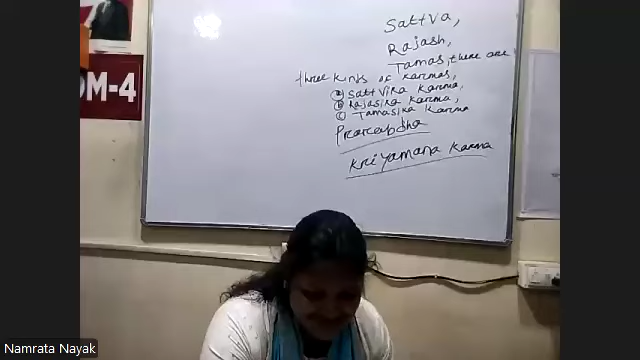 Sattva,
Rajash,
Tamas, there are
three kinds of karmas,
(a) Sattvika karma,
(b) Rajasika karma,
(c) Tamasika karma
Prarabdha
Kriyamana karma
OM-4
Namrata Nayak